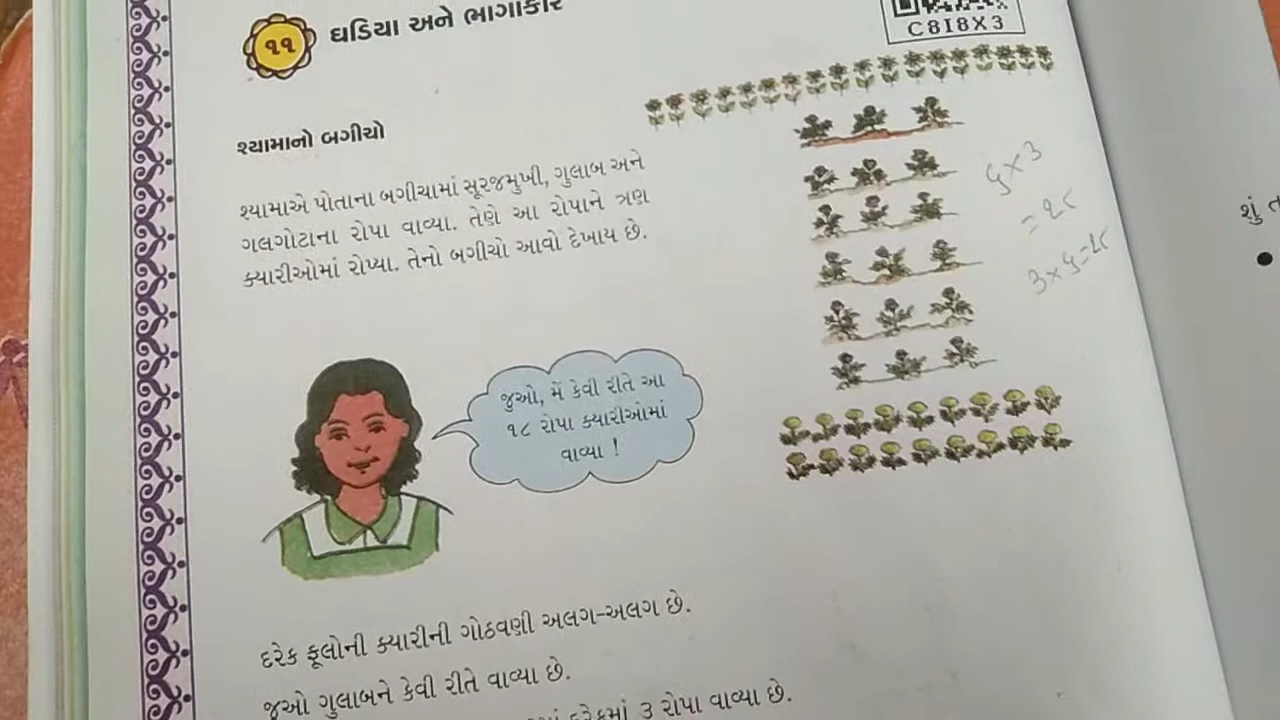 ૧૧
ઘડિયા અને ભાગાકાર
C8I8X3
શ્યામાનો બગીચો
શ્યામાએ પોતાના બગીચામાં સૂરજમુખી, ગુલાબ અને
ગલગોટાના રોપા વાવ્યા. તેણે આ રોપાને ત્રણ
ક્યારીઓમાં રોપ્યા. તેનો બગીચો આવો દેખાય છે.
જુઓ, મેં કેવી રીતે આ
૧૮ રોપા ક્યારીઓમાં
વાવ્યા !
દરેક ફૂલોની ક્યારીની ગોઠવણી અલગ-અલગ છે.
જુઓ ગુલાબને કેવી રીતે વાવ્યા છે.
દરેકમાં ૩ રોપા વાવ્યા છે.
શું